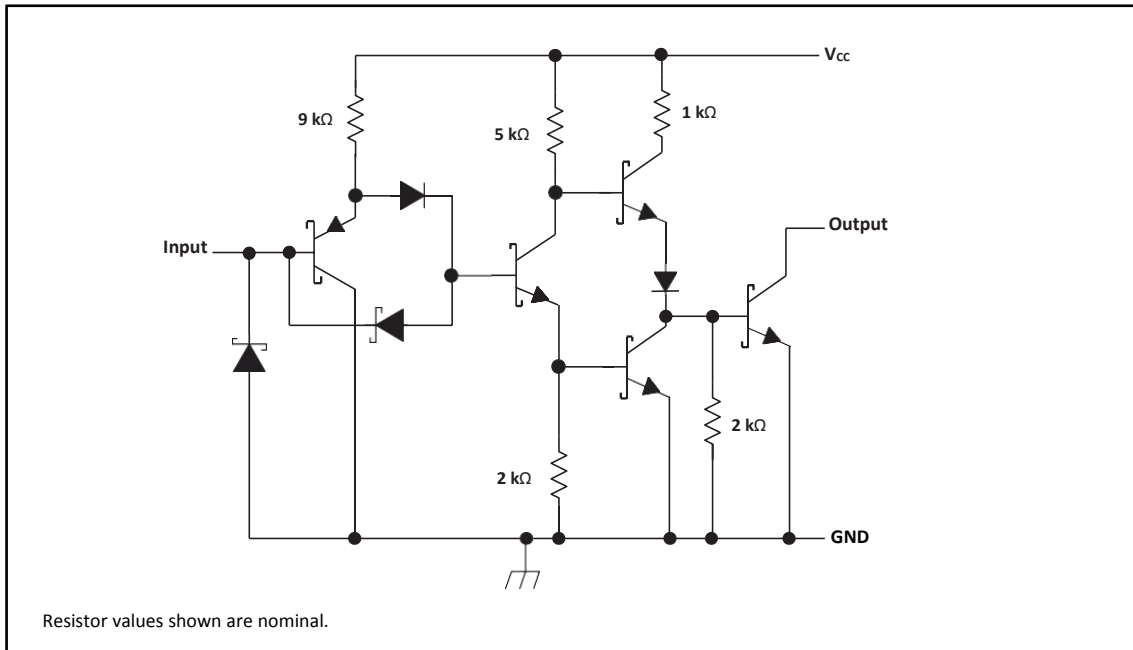 Vcc
9 kΩ
5 kΩ
1 kΩ
Input
Output
2 kΩ
2 kΩ
GND
Resistor values shown are nominal.